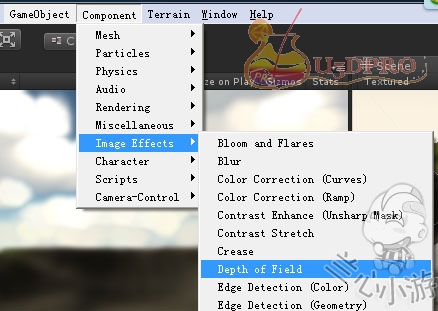 GameObject Component Terrain Window Help
U3DPRO
Mesh
Particles
Physics
Audio
Rendering
Miscellaneous
Image Effects
Character
Scripts
Camera-Control
Scene
ze on Play Gizmos Stats Textured
Bloom and Flares
Blur
Color Correction (Curves)
Color Correction (Ramp)
Contrast Enhance (Unsharp Mask)
Contrast Stretch
Crease
Depth of Field
Edge Detection (Color)
Edge Detection (Geometry)